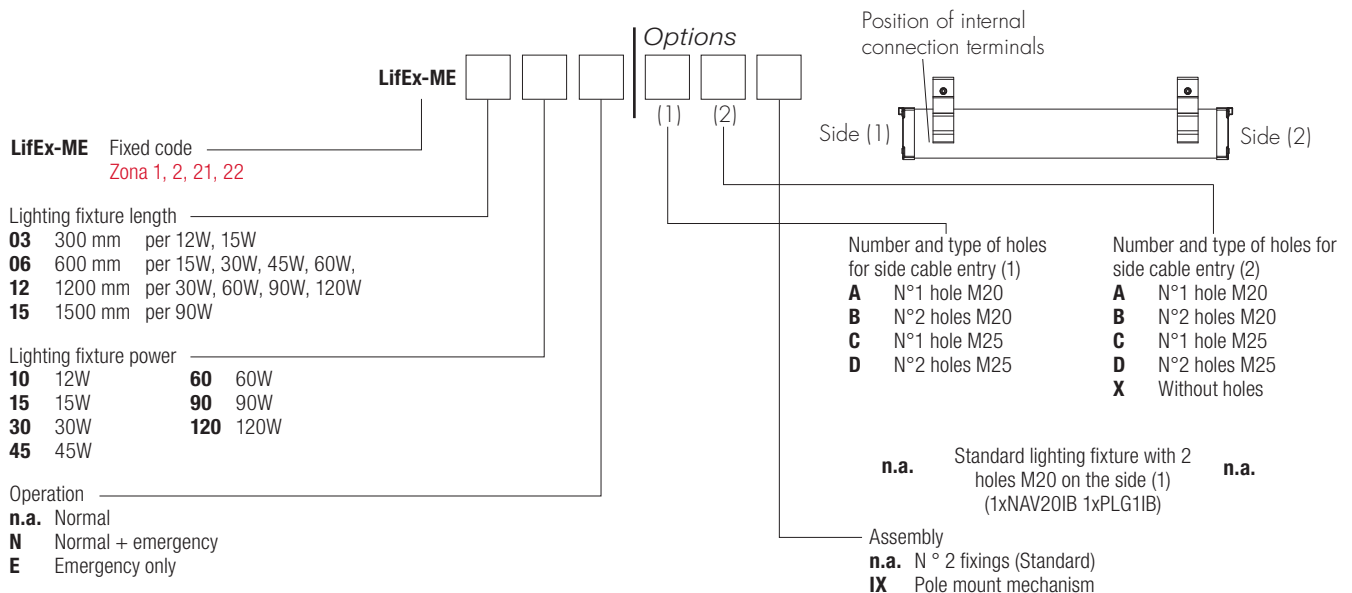 Options
LifEx-ME
(1) (2)
Position of internal
connection terminals
Side (1)
Side (2)
LifEx-ME Fixed code
Zona 1, 2, 21, 22
Lighting fixture length
03 300 mm per 12W, 15W
06 600 mm per 15W, 30W, 45W, 60W,
12 1200 mm per 30W, 60W, 90W, 120W
15 1500 mm per 90W
Lighting fixture power
10 12W 60 60W
15 15W 90 90W
30 30W 120 120W
45 45W
Operation
n.a. Normal
N Normal + emergency
E Emergency only
Number and type of holes
for side cable entry (1)
A N°1 hole M20
B N°2 holes M20
C N°1 hole M25
D N°2 holes M25
Number and type of holes for
side cable entry (2)
A N°1 hole M20
B N°2 holes M20
C N°1 hole M25
D N°2 holes M25
X Without holes
n.a. Standard lighting fixture with 2 n.a.
holes M20 on the side (1)
(1xNAV20IB 1xPLG1IB)
Assembly
n.a. N ° 2 fixings (Standard)
IX Pole mount mechanism